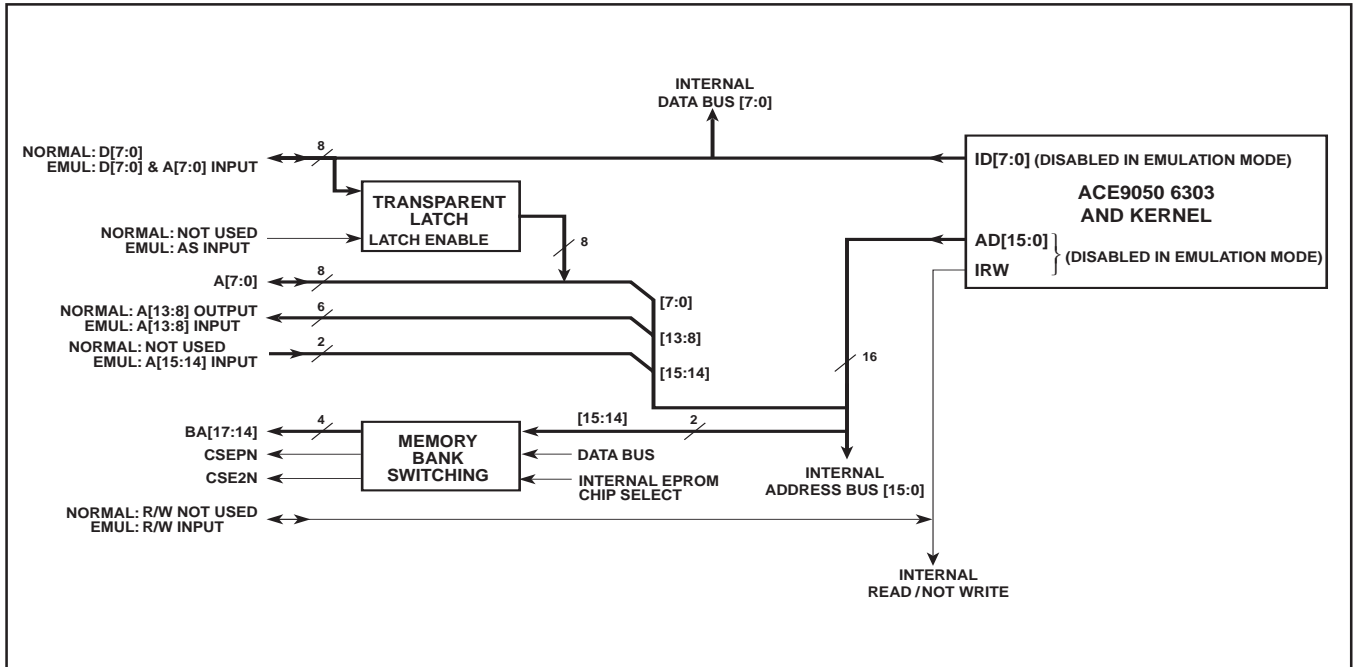 INTERNAL
DATA BUS [7:0]
NORMAL: D[7:0]
EMUL: D[7:0] & A[7:0] INPUT
8
ID[7:0] (DISABLED IN EMULATION MODE)
ACE9050 6303
AND KERNEL
AD[15:0]
IRW
(DISABLED IN EMULATION MODE)
TRANSPARENT
LATCH
LATCH ENABLE
NORMAL: NOT USED
EMUL: AS INPUT
8
A[7:0]
8
[7:0]
NORMAL: A[13:8] OUTPUT
EMUL: A[13:8] INPUT
6
[13:8]
NORMAL: NOT USED
EMUL: A[15:14] INPUT
2
[15:14]
16
BA[17:14]
4
CSEPN
CSE2N
MEMORY
BANK
SWITCHING
[15:14]
2
DATA BUS
INTERNAL EPROM
CHIP SELECT
INTERNAL
ADDRESS BUS [15:0]
NORMAL: R/W NOT USED
EMUL: R/W INPUT
INTERNAL
READ/NOT WRITE